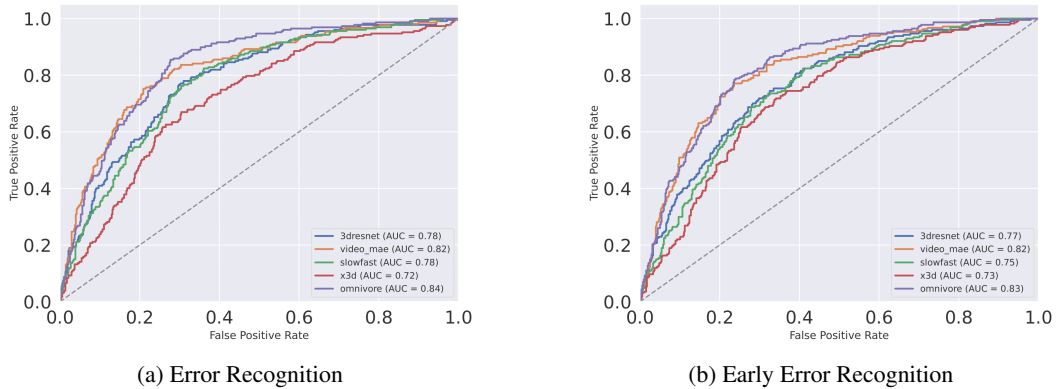 1.0
0.8
0.6
0.4
0.2
0.0
True Positive Rate
3dresnet (AUC = 0.78)
video_mae (AUC = 0.82)
slowfast (AUC = 0.78)
x3d (AUC = 0.72)
omnivore (AUC = 0.84)
0.0 0.2 0.4 0.6 0.8 1.0
False Positive Rate
(a) Error Recognition
1.0
0.8
0.6
0.4
0.2
0.0
True Positive Rate
3dresnet (AUC = 0.77)
video_mae (AUC = 0.82)
slowfast (AUC = 0.75)
x3d (AUC = 0.73)
omnivore (AUC = 0.83)
0.0 0.2 0.4 0.6 0.8 1.0
False Positive Rate
(b) Early Error Recognition